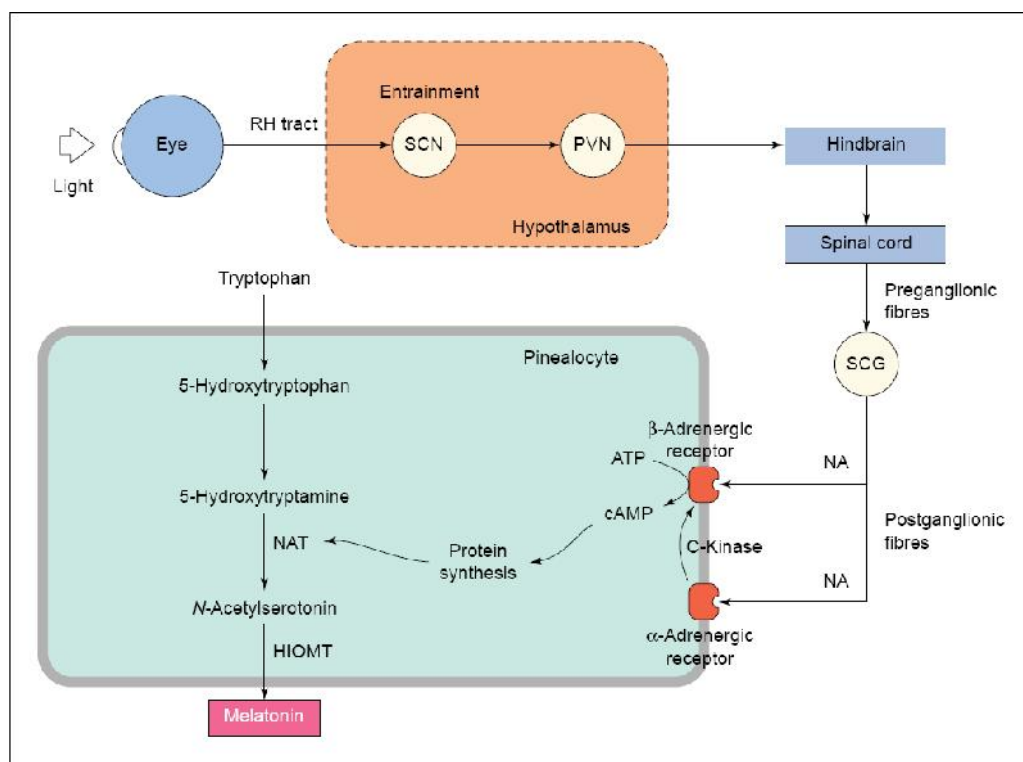 Entrainment
RH tract
Eye
SCN
PVN
Hindbrain
Light
Hypothalamus
Spinal cord
Tryptophan
Preganglionic
fibres
Pinealocyte
SCG
5-Hydroxytryptophan
β-Adrenergic
receptor
ATP
NA
5-Hydroxytryptamine
cAMP
Postganglionic
fibres
NAT
Protein
synthesis
C-Kinase
NA
N-Acetylserotonin
HIOMT
α-Adrenergic
receptor
Melatonin